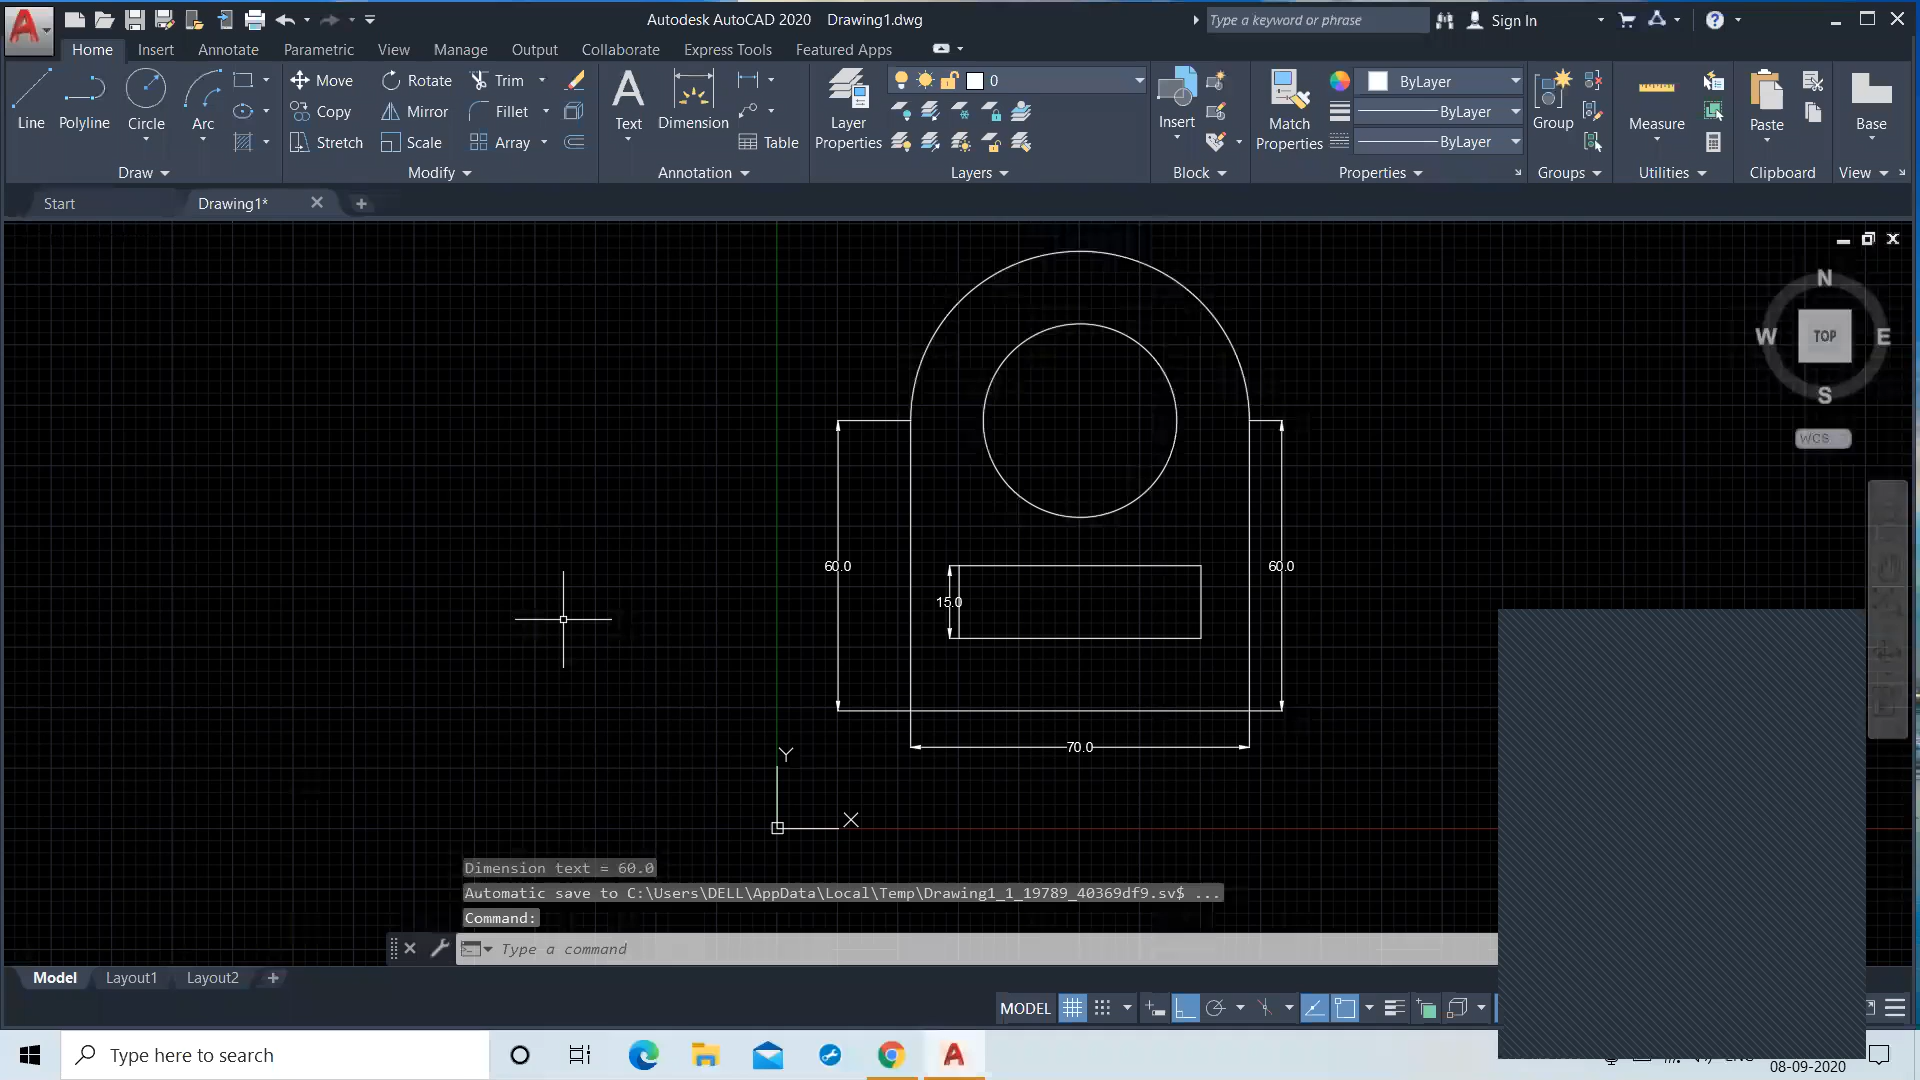 Autodesk AutoCAD 2020 Drawing1.dwg
Type a keyword or phrase
Sign In
Home Insert Annotate Parametric View Manage Output Collaborate Express Tools Featured Apps
Line Polyline Circle Arc
Move Rotate Trim
Copy Mirror Fillet
Stretch Scale Array
Text Dimension Table
Layer Properties
0
Insert
Match Properties
ByLayer
ByLayer
ByLayer
Group
Measure
Paste
Base
Draw Modify Annotation Layers Block Properties Groups Utilities Clipboard View
Start Drawing1*
N
W TOP E
S
WCS
60.0
60.0
15.0
70.0
Y
X
Dimension text = 60.0
Automatic save to C:\Users\DELL\AppData\Local\Temp\Drawing1_1_19789_40369df9.sv$ ...
Command:
Type a command
Model Layout1 Layout2
MODEL
Type here to search
08-09-2020